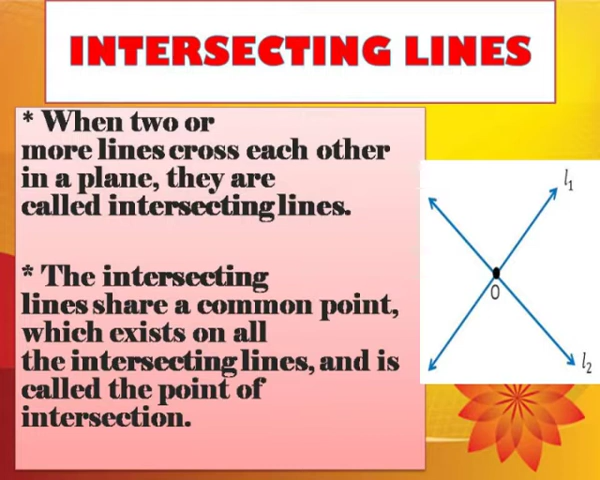 INTERSECTING LINES
* When two or
more lines cross each other
in a plane, they are
called intersecting lines.
* The intersecting
lines share a common point,
which exists on all
the intersecting lines, and is
called the point of
intersection.
l₁
O
l₂